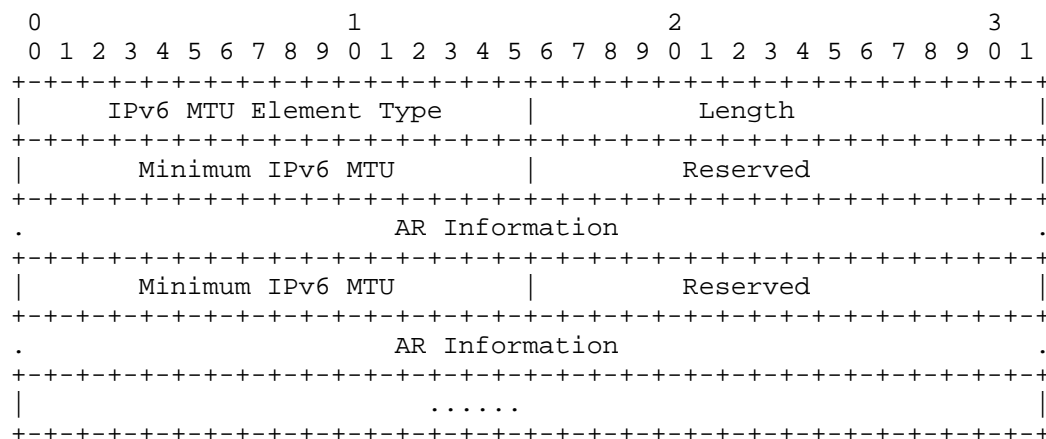 0                   1                   2                   3
 0 1 2 3 4 5 6 7 8 9 0 1 2 3 4 5 6 7 8 9 0 1 2 3 4 5 6 7 8 9 0 1
+-+-+-+-+-+-+-+-+-+-+-+-+-+-+-+-+-+-+-+-+-+-+-+-+-+-+-+-+-+-+-+-+
|     IPv6 MTU Element Type     |          Length               |
+-+-+-+-+-+-+-+-+-+-+-+-+-+-+-+-+-+-+-+-+-+-+-+-+-+-+-+-+-+-+-+-+
|       Minimum IPv6 MTU        |         Reserved              |
+-+-+-+-+-+-+-+-+-+-+-+-+-+-+-+-+-+-+-+-+-+-+-+-+-+-+-+-+-+-+-+-+
.                       AR Information                          .
+-+-+-+-+-+-+-+-+-+-+-+-+-+-+-+-+-+-+-+-+-+-+-+-+-+-+-+-+-+-+-+-+
|       Minimum IPv6 MTU        |         Reserved              |
+-+-+-+-+-+-+-+-+-+-+-+-+-+-+-+-+-+-+-+-+-+-+-+-+-+-+-+-+-+-+-+-+
.                       AR Information                          .
+-+-+-+-+-+-+-+-+-+-+-+-+-+-+-+-+-+-+-+-+-+-+-+-+-+-+-+-+-+-+-+-+
|                         ......                                |
+-+-+-+-+-+-+-+-+-+-+-+-+-+-+-+-+-+-+-+-+-+-+-+-+-+-+-+-+-+-+-+-+